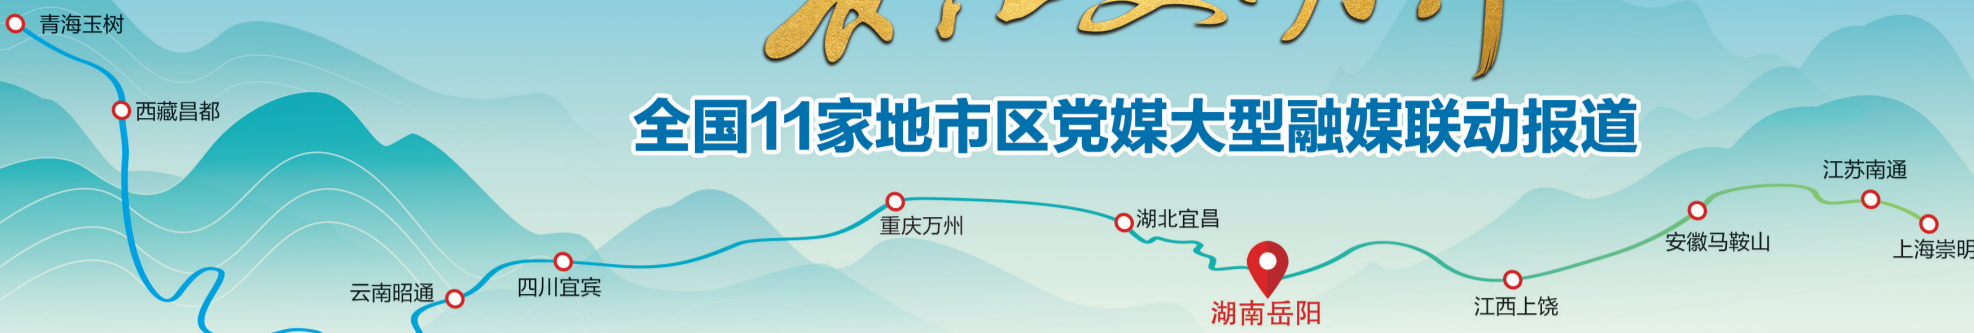 青海玉树
西藏昌都
全国11家地市区党媒大型融媒联动报道
江苏南通
重庆万州
湖北宜昌
安徽马鞍山
上海崇明
云南昭通
四川宜宾
湖南岳阳
江西上饶